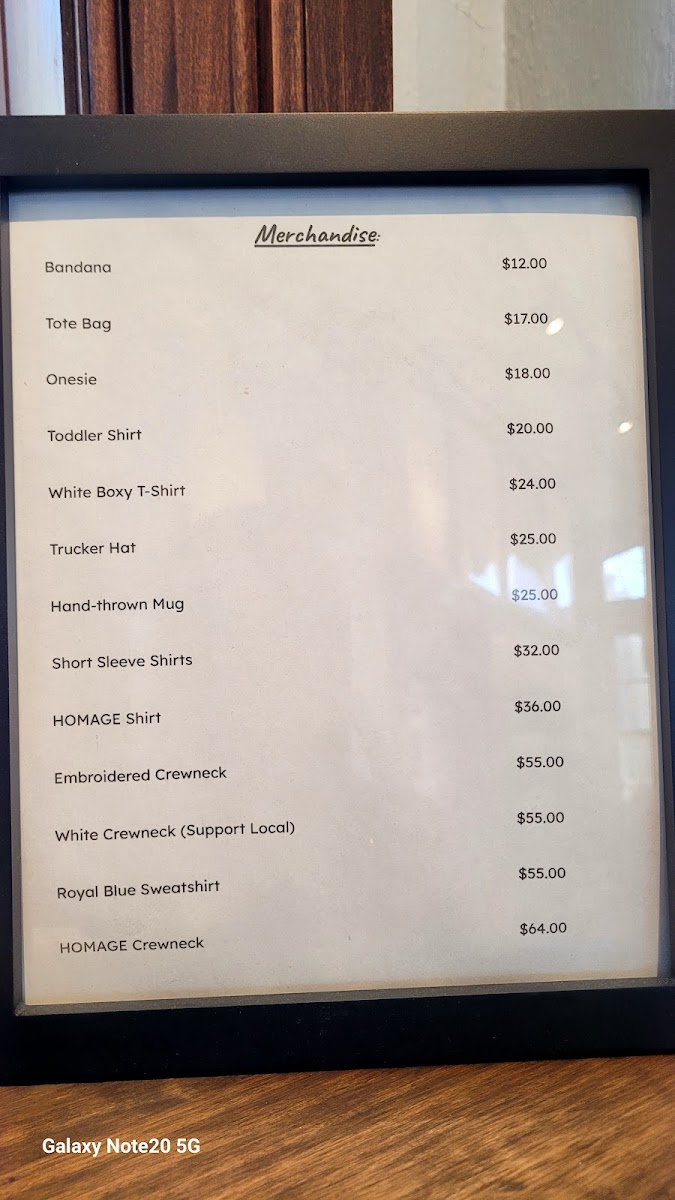 Merchandise:
Bandana $12.00
Tote Bag $17.00
Onesie $18.00
Toddler Shirt $20.00
White Boxy T-Shirt $24.00
Trucker Hat $25.00
Hand-thrown Mug $25.00
Short Sleeve Shirts $32.00
HOMAGE Shirt $36.00
Embroidered Crewneck $55.00
White Crewneck (Support Local) $55.00
Royal Blue Sweatshirt $55.00
HOMAGE Crewneck $64.00
Galaxy Note20 5G